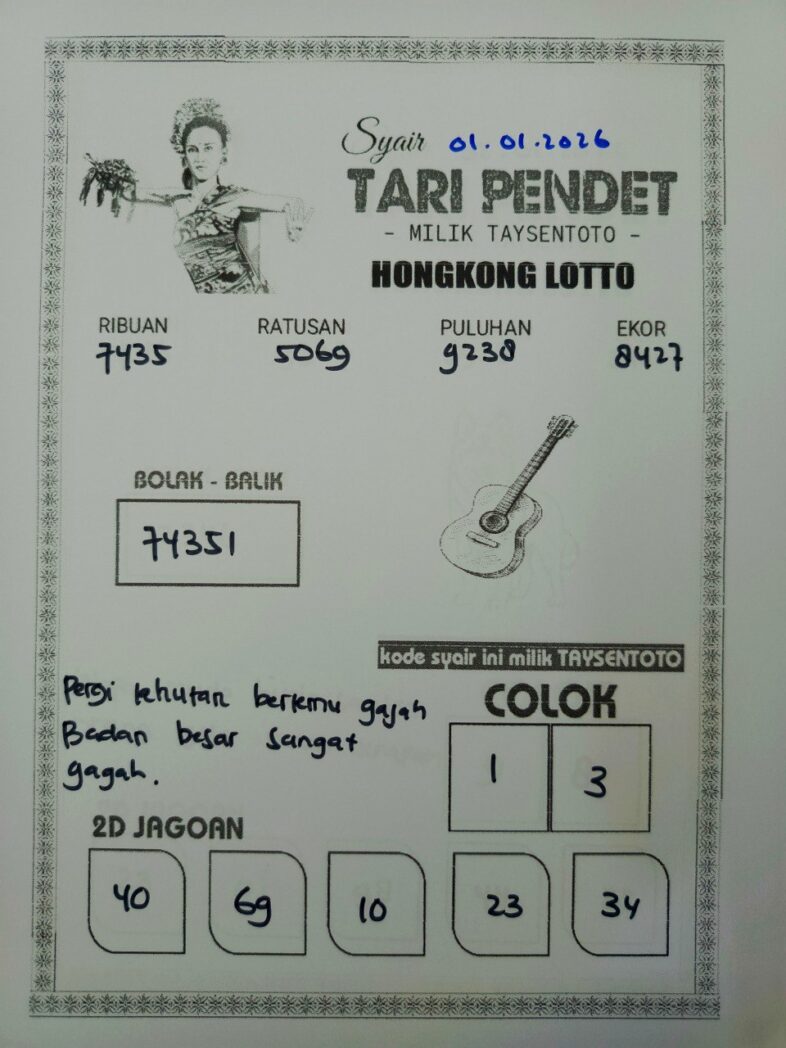 Syair 01.01.2026
TARI PENDET
- MILIK TAYSENTOTO -
HONGKONG LOTTO
RIBUAN RATUSAN PULUHAN EKOR
7435 5069 9238 8427
BOLAK - BALIK
74351
kode syair ini milik TAYSENTOTO
Pergi kehutan bertemu gajah
Badan besar sangat
gagah.
COLOK
1 3
2D JAGOAN
40 69 10 23 34